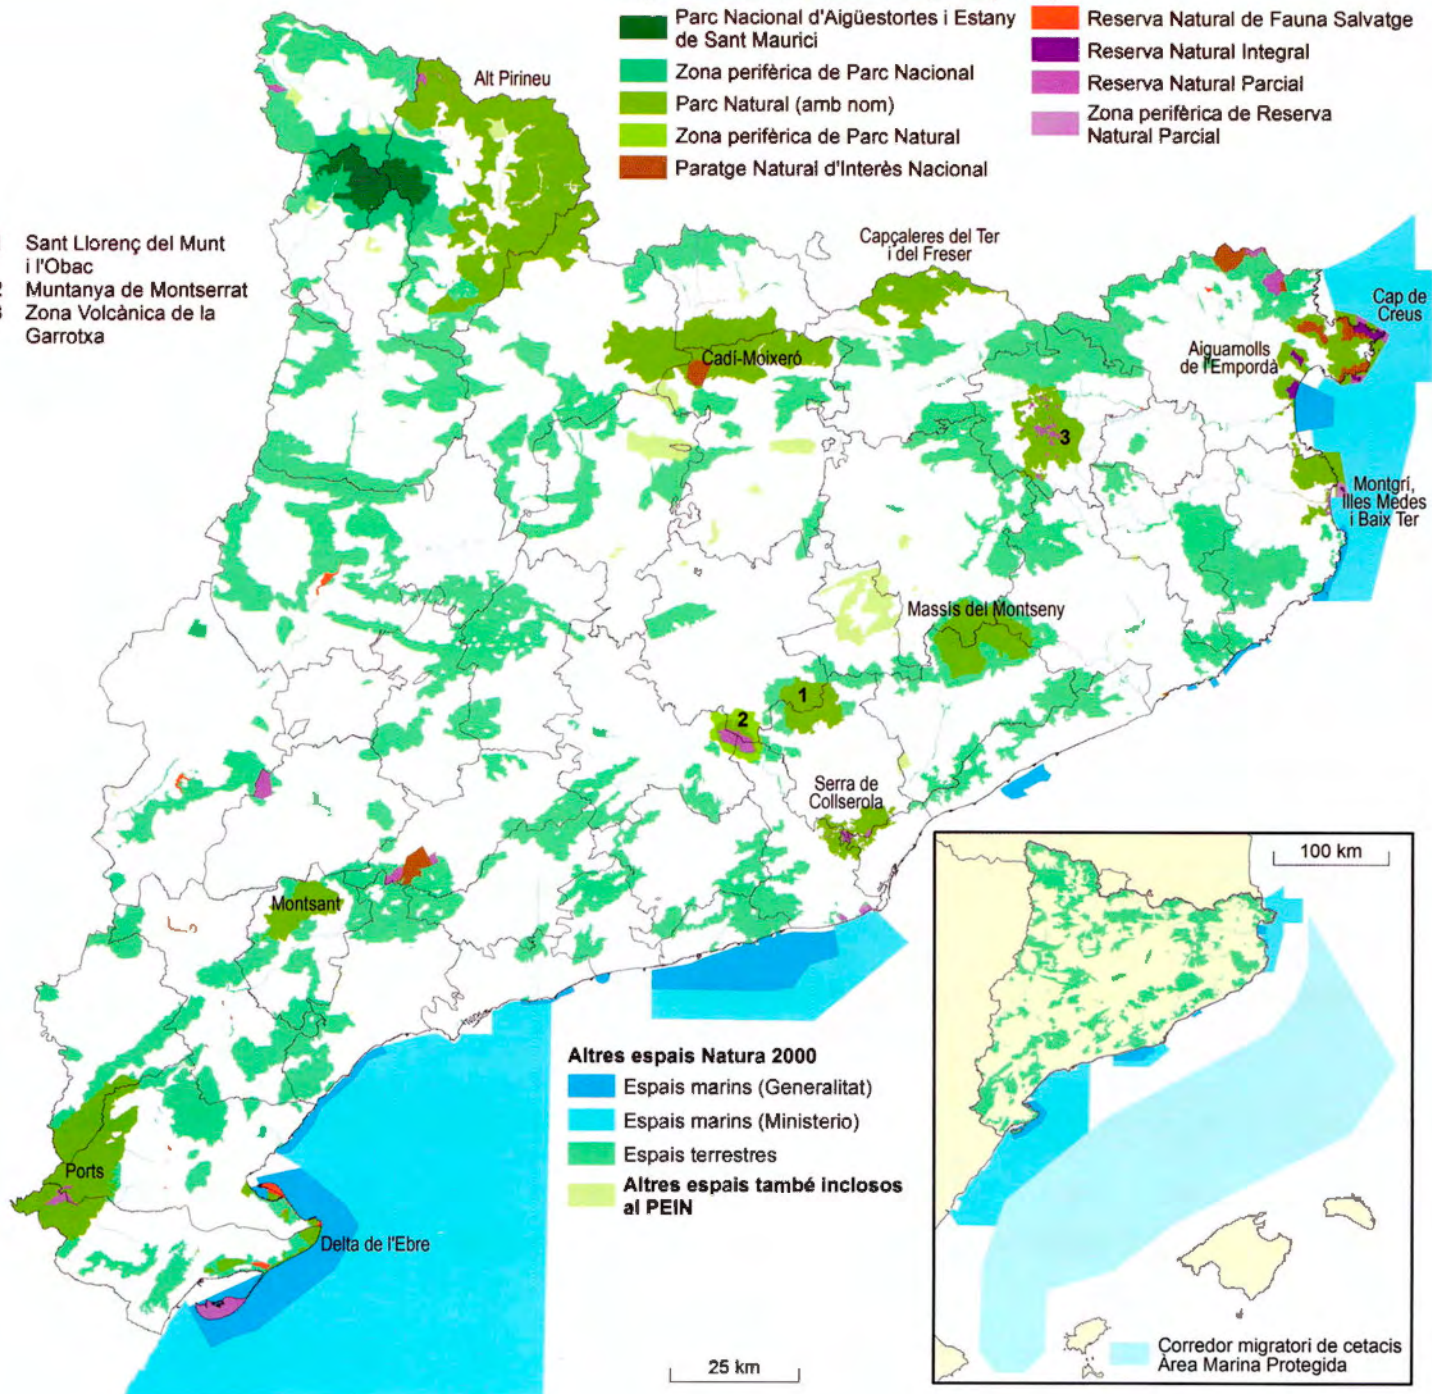 Parc Nacional d'Aigüestortes i Estany
de Sant Maurici
Zona perifèrica de Parc Nacional
Parc Natural (amb nom)
Zona perifèrica de Parc Natural
Paratge Natural d'Interès Nacional
Reserva Natural de Fauna Salvatge
Reserva Natural Integral
Reserva Natural Parcial
Zona perifèrica de Reserva
Natural Parcial
Alt Pirineu
Sant Llorenç del Munt
i l'Obac
2 Muntanya de Montserrat
3 Zona Volcànica de la
Garrotxa
Capçaleres del Ter
i del Freser
Cap de
Creus
Cadí-Moixeró
Aiguamolls
de l'Empordà
3
Montgrí,
Illes Medes
i Baix Ter
Massís del Montseny
1
2
Serra de
Collserola
Montsant
100 km
Altres espais Natura 2000
Espais marins (Generalitat)
Espais marins (Ministerio)
Espais terrestres
Altres espais també inclosos
al PEIN
Ports
Delta de l'Ebre
25 km
Corredor migratori de cetacis
Àrea Marina Protegida